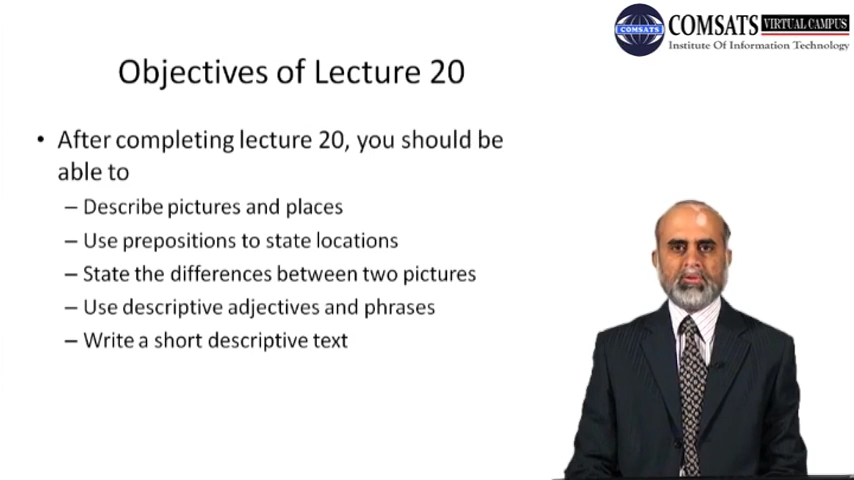 COMSATS
COMSATS VIRTUAL CAMPUS
Institute Of Information Technology
Objectives of Lecture 20
• After completing lecture 20, you should be
able to
– Describe pictures and places
– Use prepositions to state locations
– State the differences between two pictures
– Use descriptive adjectives and phrases
– Write a short descriptive text